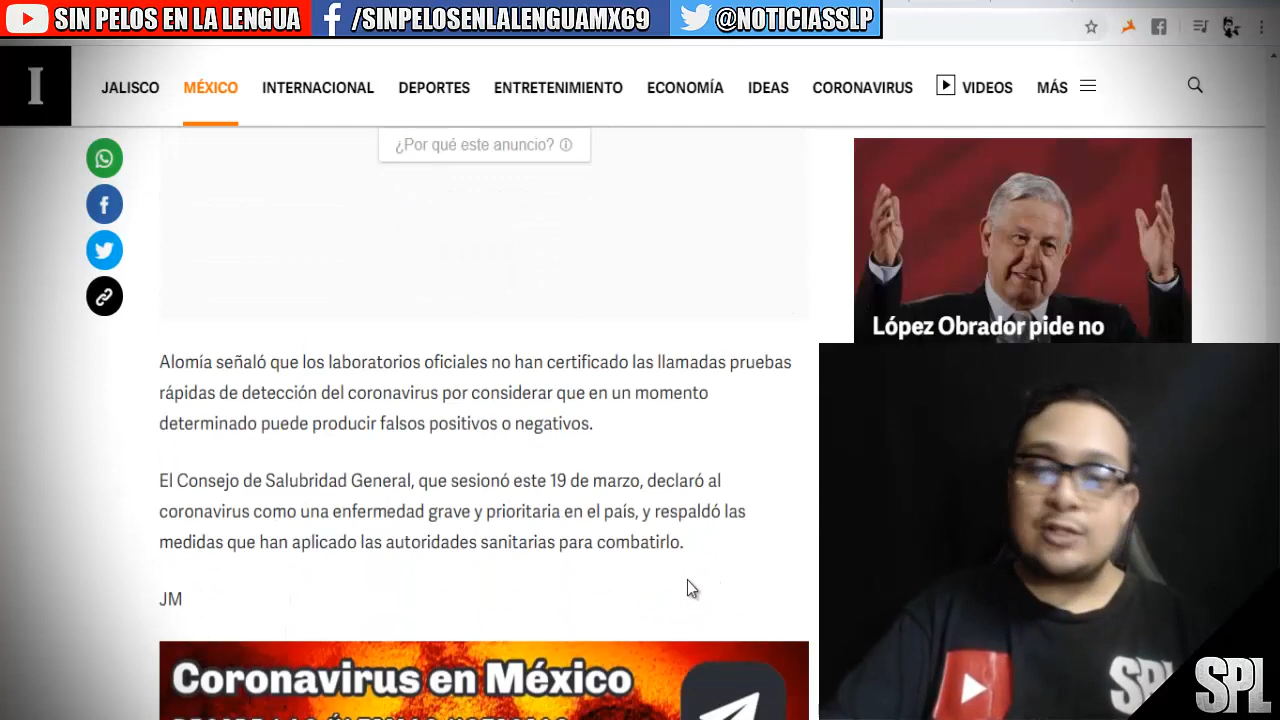 SIN PELOS EN LA LENGUA
/SINPELOSENLALENGUAMX69
@NOTICIASSLP
I
JALISCO
MÉXICO
INTERNACIONAL
DEPORTES
ENTRETENIMIENTO
ECONOMÍA
IDEAS
CORONAVIRUS
VIDEOS
MÁS
¿Por qué este anuncio?
López Obrador pide no
Alomía señaló que los laboratorios oficiales no han certificado las llamadas pruebas
rápidas de detección del coronavirus por considerar que en un momento
determinado puede producir falsos positivos o negativos.
El Consejo de Salubridad General, que sesionó este 19 de marzo, declaró al
coronavirus como una enfermedad grave y prioritaria en el país, y respaldó las
medidas que han aplicado las autoridades sanitarias para combatirlo.
JM
Coronavirus en México
SPL
SPL